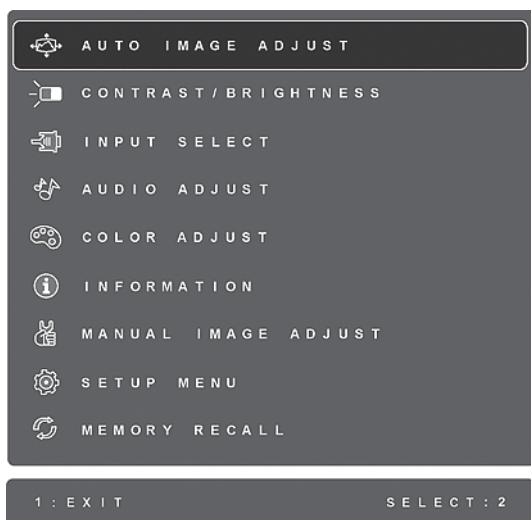 AUTO IMAGE ADJUST
CONTRAST/BRIGHTNESS
INPUT SELECT
AUDIO ADJUST
COLOR ADJUST
INFORMATION
MANUAL IMAGE ADJUST
SETUP MENU
MEMORY RECALL
1:EXIT SELECT:2